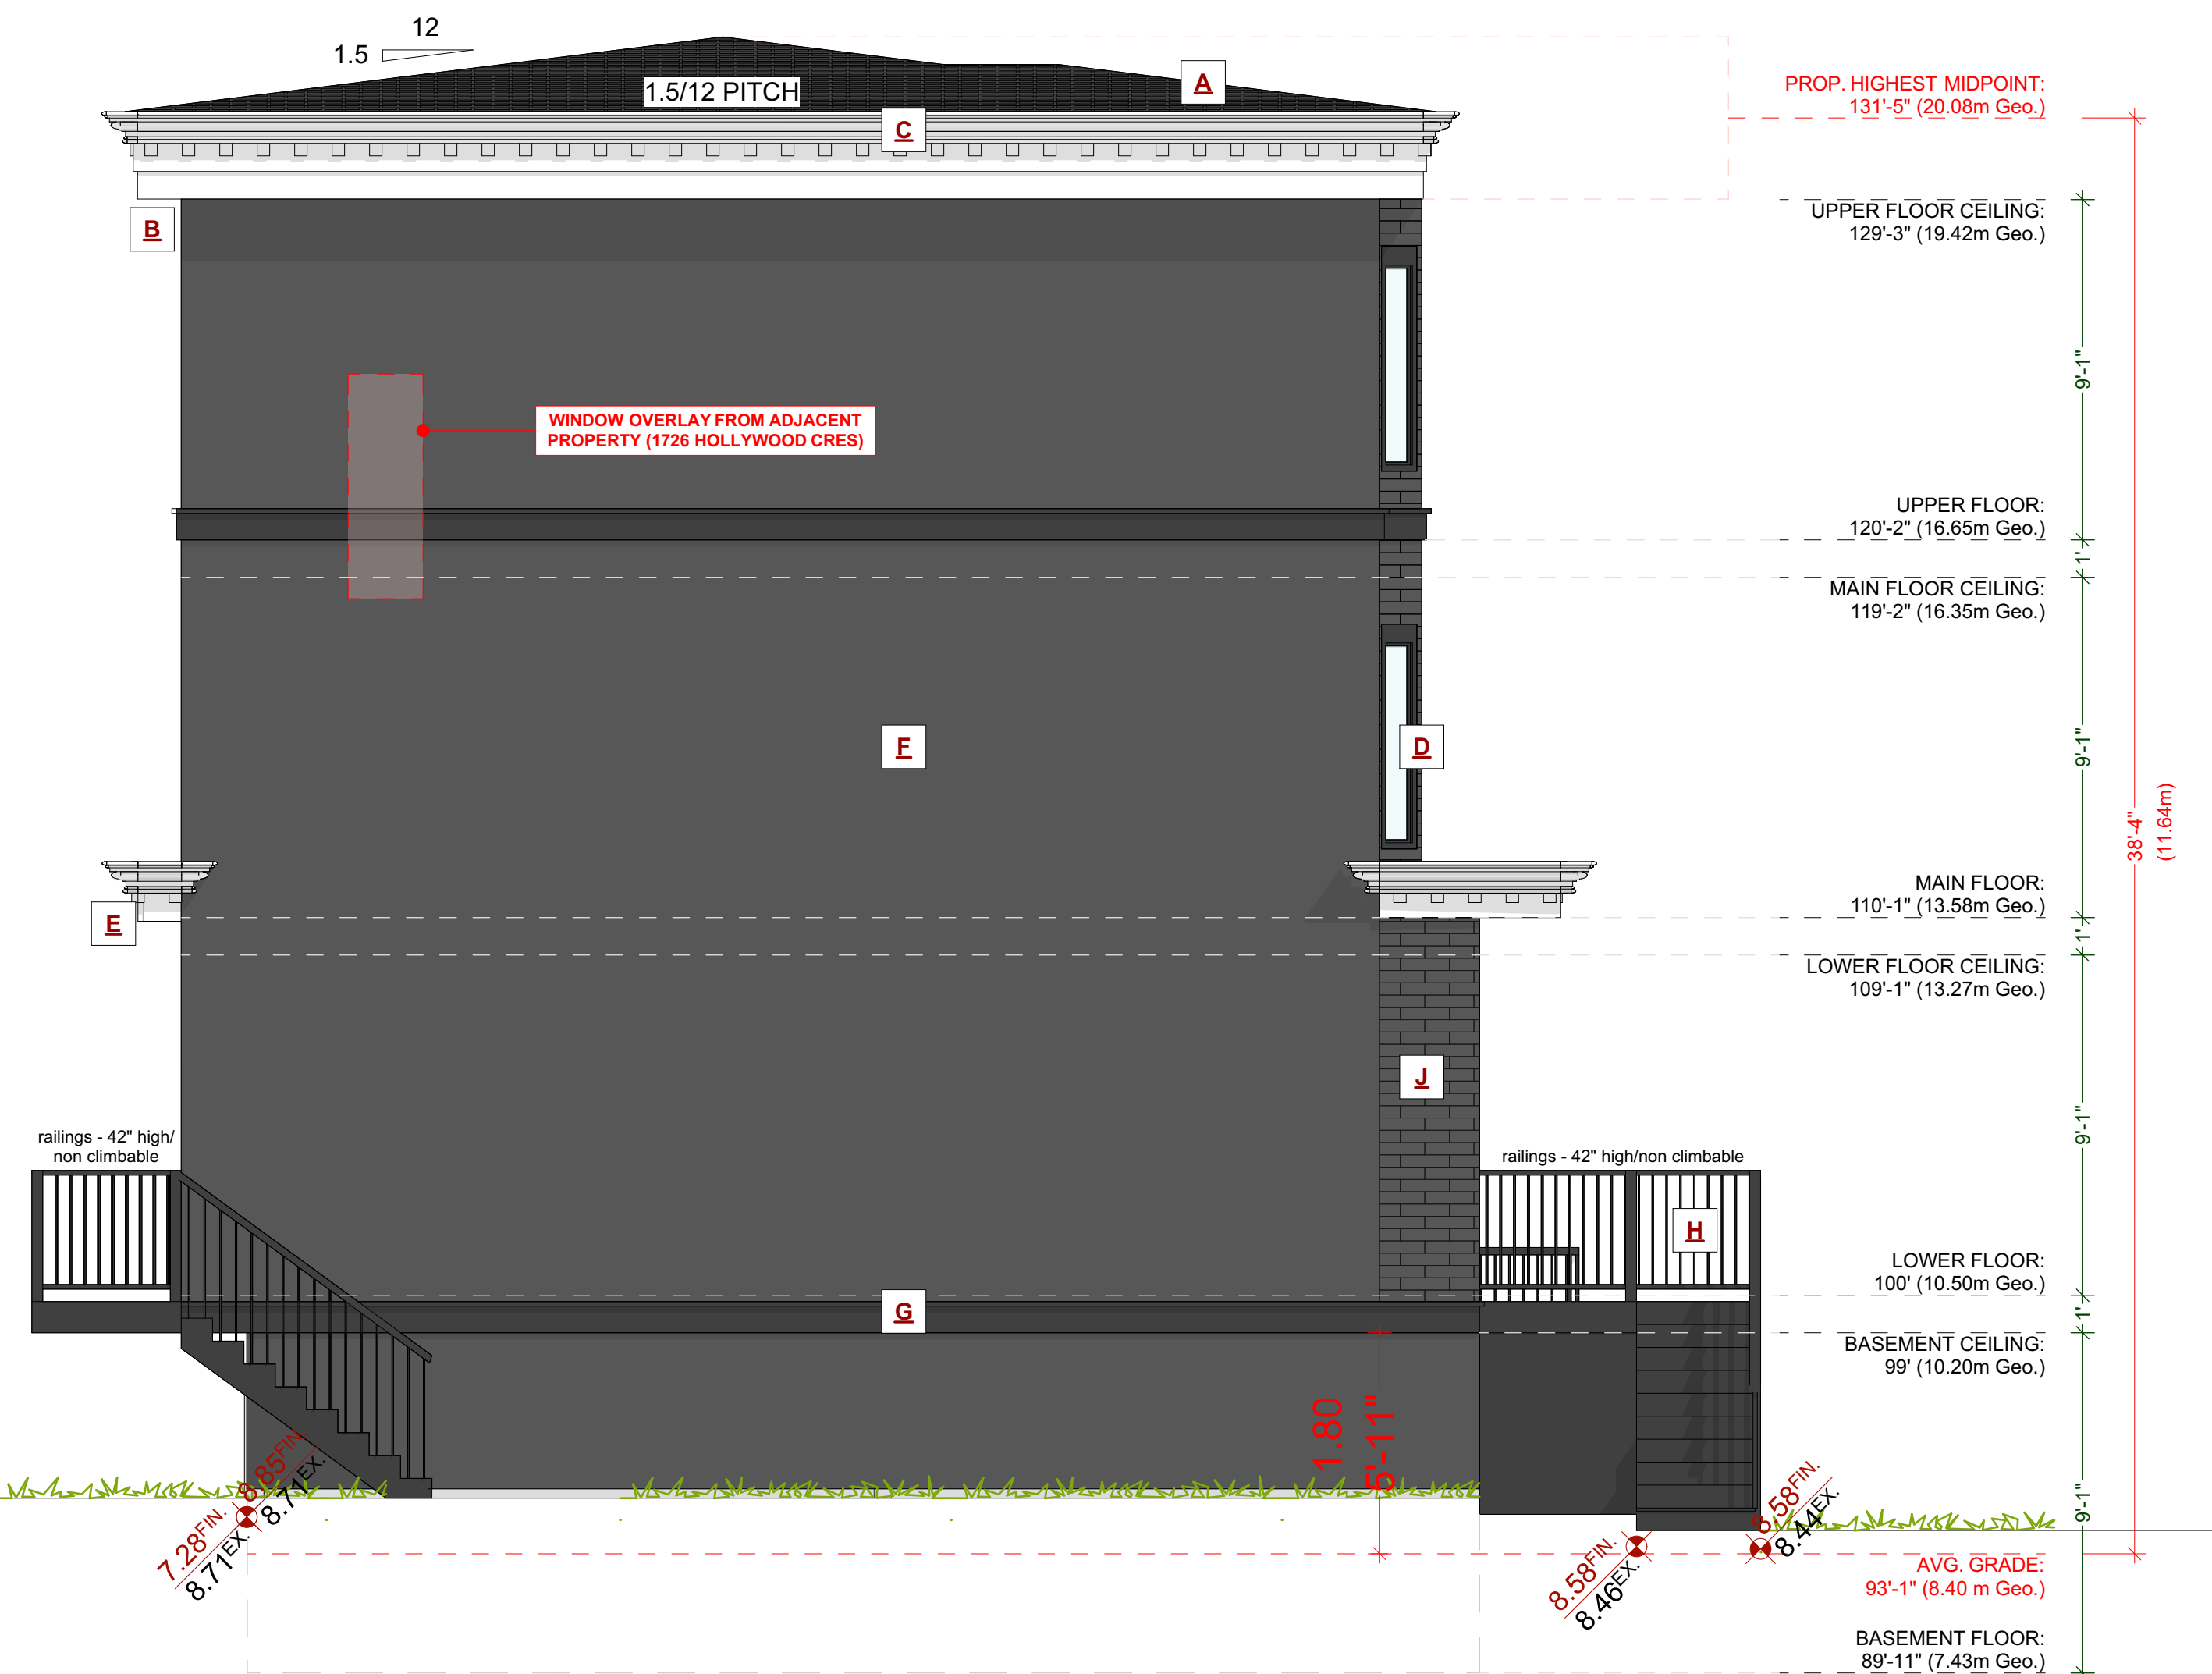 12
1.5
1.5/12 PITCH
A
C
B
PROP. HIGHEST MIDPOINT:
131'-5" (20.08m Geo.)
UPPER FLOOR CEILING:
129'-3" (19.42m Geo.)
9'-1"
WINDOW OVERLAY FROM ADJACENT
PROPERTY (1726 HOLLYWOOD CRES)
UPPER FLOOR:
120'-2" (16.65m Geo.)
1'
MAIN FLOOR CEILING:
119'-2" (16.35m Geo.)
F
D
9'-1"
38'-4"
(11.64m)
E
MAIN FLOOR:
110'-1" (13.58m Geo.)
1'
LOWER FLOOR CEILING:
109'-1" (13.27m Geo.)
J
9'-1"
railings - 42" high/
non climbable
railings - 42" high/non climbable
H
LOWER FLOOR:
100' (10.50m Geo.)
G
1'
BASEMENT CEILING:
99' (10.20m Geo.)
1.80
5'-11"
8.85FIN.
8.71EX.
7.28FIN.
8.71EX.
8.58FIN.
8.46EX.
8.58FIN.
8.44EX.
9'-1"
AVG. GRADE:
93'-1" (8.40 m Geo.)
BASEMENT FLOOR:
89'-11" (7.43m Geo.)